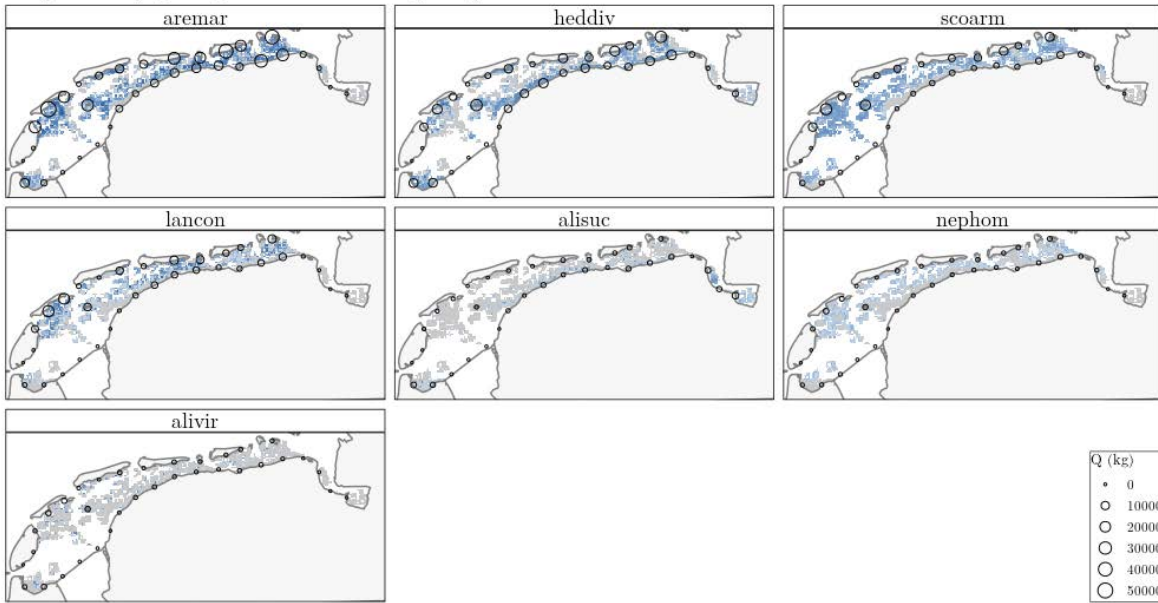 aremar
heddiv
scoarm
lancon
alisuc
nephom
alivir
Q (kg)
0
10000
20000
30000
40000
50000